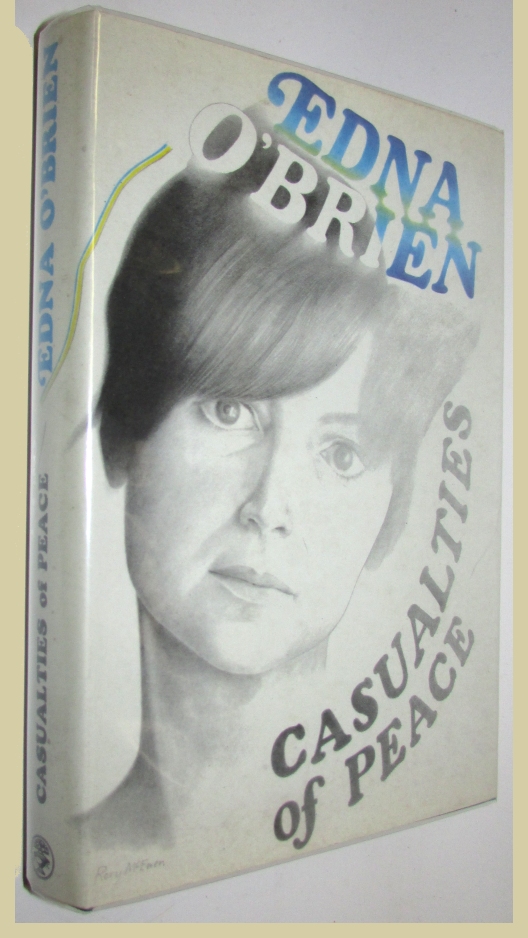 EDNA O'BRIEN
CASUALTIES of PEACE
EDNA
O'BRIEN
CASUALTIES
of PEACE